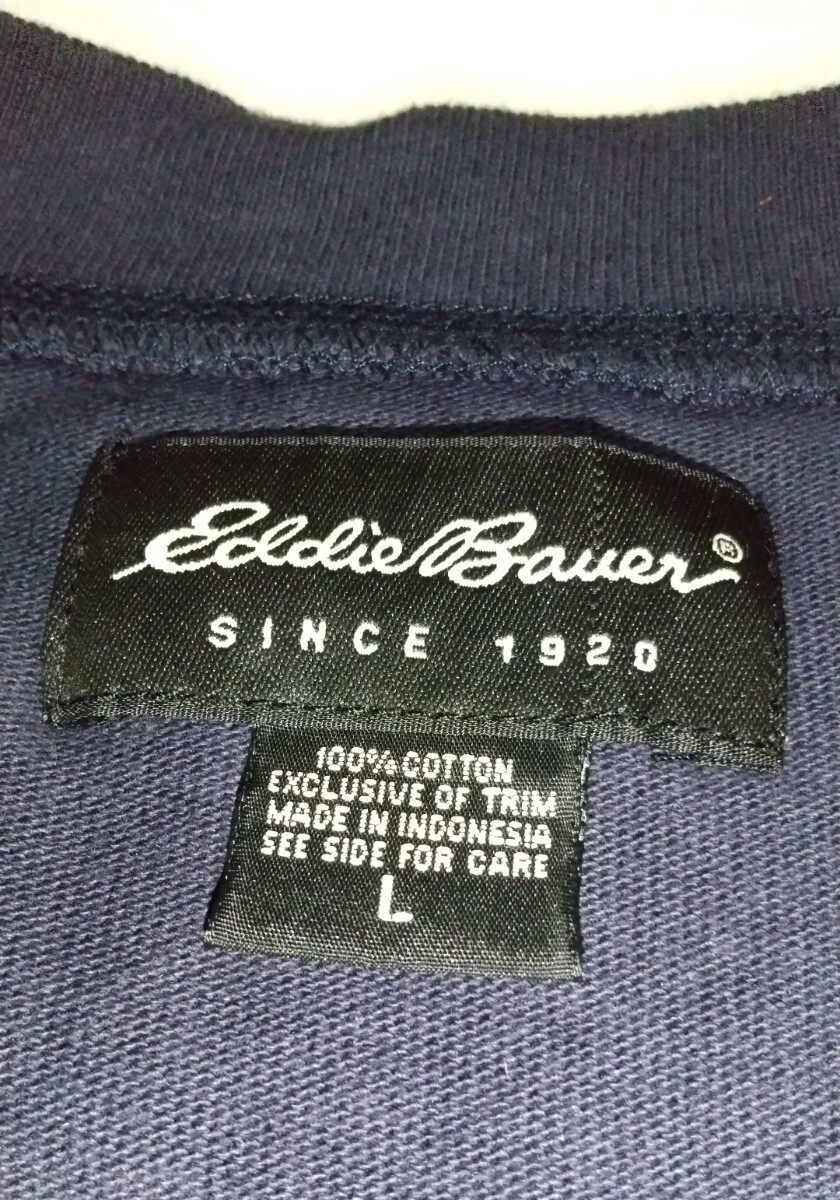 Eddie Bauer®
SINCE 1920
100% COTTON
EXCLUSIVE OF TRIM
MADE IN INDONESIA
SEE SIDE FOR CARE
L